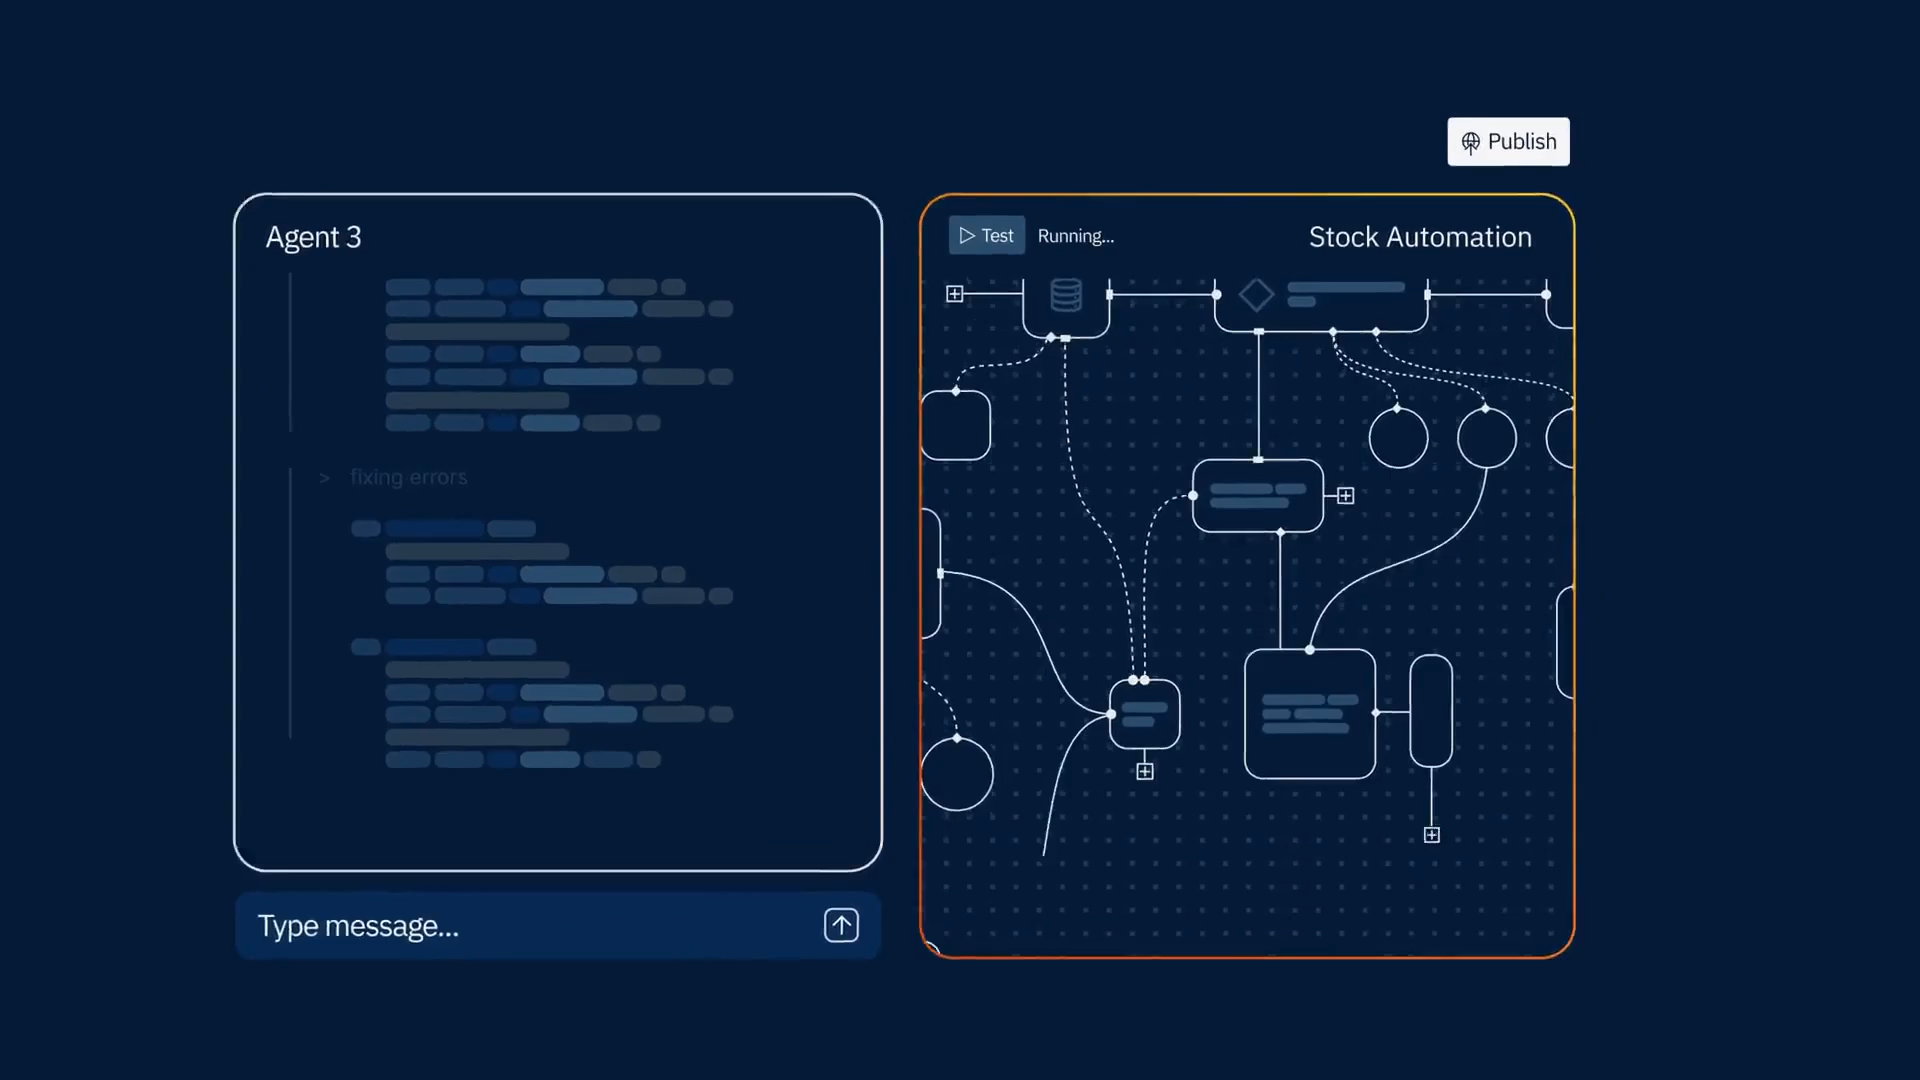 Publish
Agent 3
Test Running... Stock Automation
> fixing errors
Type message...